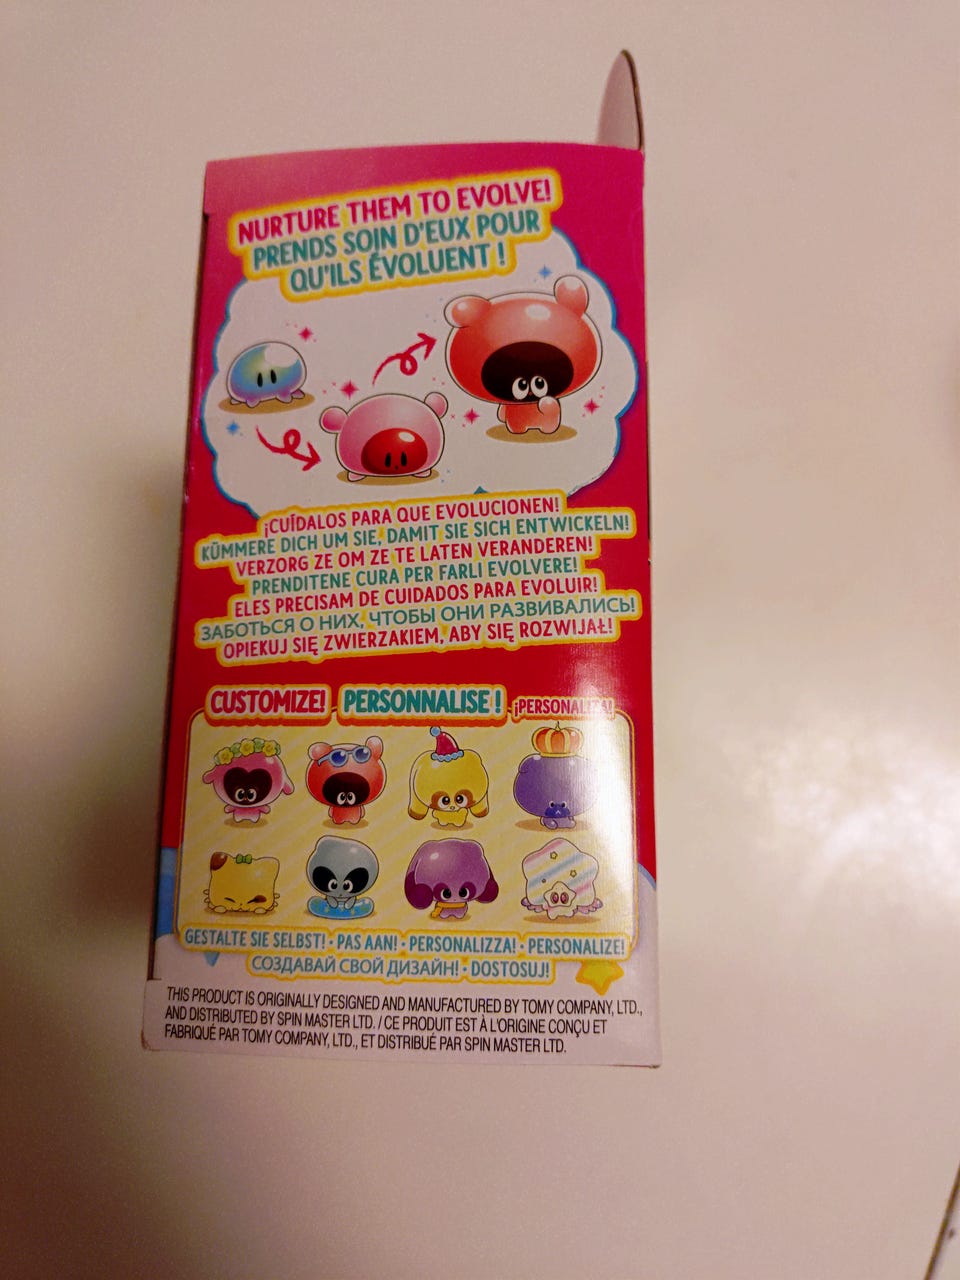 NURTURE THEM TO EVOLVE!
PRENDS SOIN D'EUX POUR
QU'ILS ÉVOLUENT !
¡CUÍDALOS PARA QUE EVOLUCIONEN!
KÜMMERE DICH UM SIE, DAMIT SIE SICH ENTWICKELN!
VERZORG ZE OM ZE TE LATEN VERANDEREN!
PRENDITENE CURA PER FARLI EVOLVERE!
ELES PRECISAM DE CUIDADOS PARA EVOLUIR!
ЗАБОТЬСЯ О НИХ, ЧТОБЫ ОНИ РАЗВИВАЛИСЬ!
OPIEKUJ SIĘ ZWIERZAKIEM, ABY SIĘ ROZWIJAŁ!
CUSTOMIZE! PERSONNALISE ! ¡PERSONALIZA!
GESTALTE SIE SELBST! • PAS AAN! • PERSONALIZZA! • PERSONALIZE!
СОЗДАВАЙ СВОЙ ДИЗАЙН! • DOSTOSUJ!
THIS PRODUCT IS ORIGINALLY DESIGNED AND MANUFACTURED BY TOMY COMPANY, LTD.,
AND DISTRIBUTED BY SPIN MASTER LTD. / CE PRODUIT EST À L'ORIGINE CONÇU ET
FABRIQUÉ PAR TOMY COMPANY, LTD., ET DISTRIBUÉ PAR SPIN MASTER LTD.